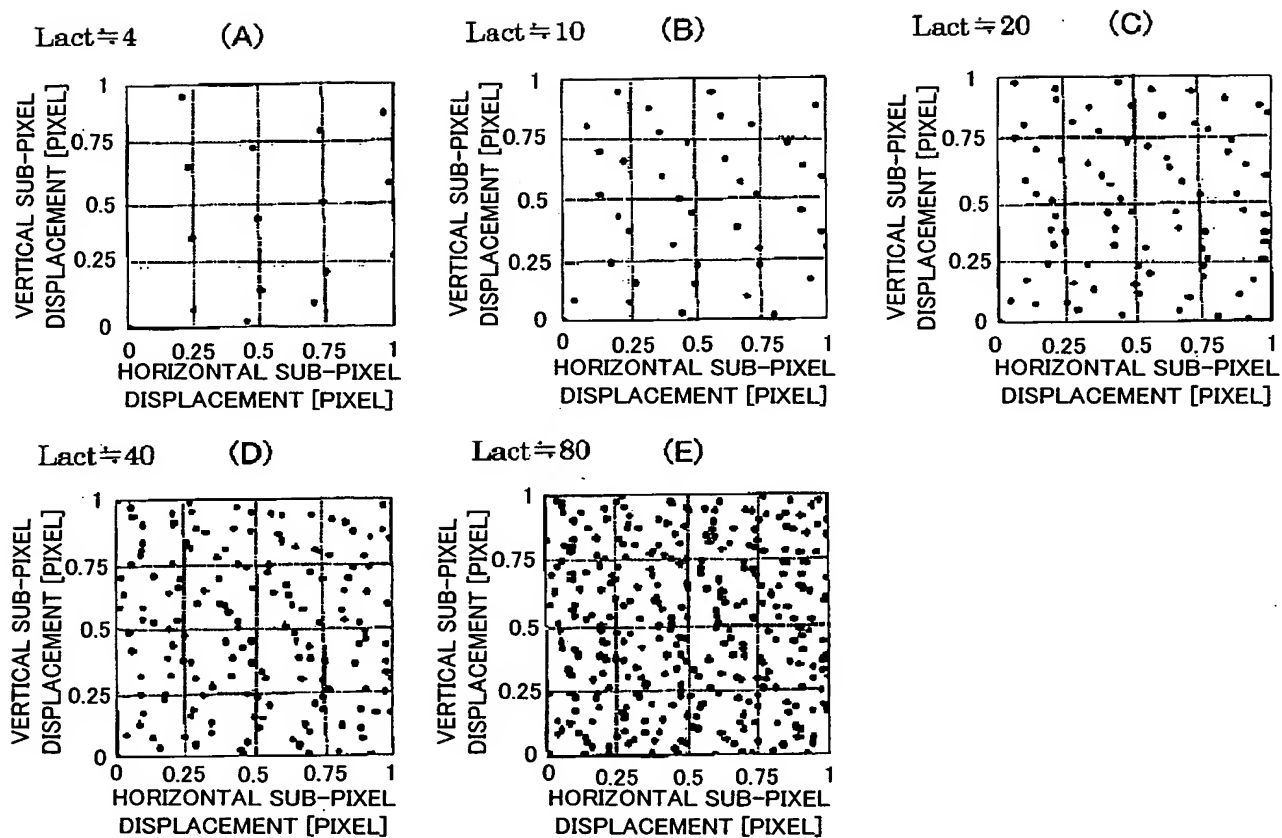 Lact≒4 (A)
VERTICAL SUB-PIXEL
DISPLACEMENT [PIXEL]
1
0.75
0.5
0.25
0
0 0.25 0.5 0.75 1
HORIZONTAL SUB-PIXEL
DISPLACEMENT [PIXEL]
Lact≒10 (B)
VERTICAL SUB-PIXEL
DISPLACEMENT [PIXEL]
1
0.75
0.5
0.25
0
0 0.25 0.5 0.75 1
HORIZONTAL SUB-PIXEL
DISPLACEMENT [PIXEL]
Lact≒20 (C)
VERTICAL SUB-PIXEL
DISPLACEMENT [PIXEL]
1
0.75
0.5
0.25
0
0 0.25 0.5 0.75 1
HORIZONTAL SUB-PIXEL
DISPLACEMENT [PIXEL]
Lact≒40 (D)
VERTICAL SUB-PIXEL
DISPLACEMENT [PIXEL]
1
0.75
0.5
0.25
0
0 0.25 0.5 0.75 1
HORIZONTAL SUB-PIXEL
DISPLACEMENT [PIXEL]
Lact≒80 (E)
VERTICAL SUB-PIXEL
DISPLACEMENT [PIXEL]
1
0.75
0.5
0.25
0
0 0.25 0.5 0.75 1
HORIZONTAL SUB-PIXEL
DISPLACEMENT [PIXEL]